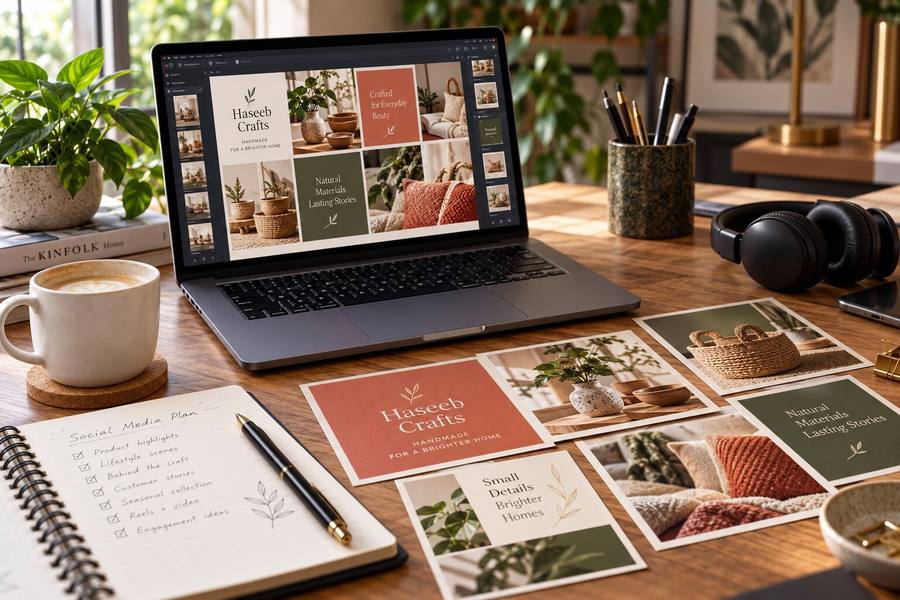 Haseeb
Crafts
HANDMADE
FOR A BRIGHTER HOME
Crafted
for Everyday
Beauty
Natural
Materials
Lasting Stories
The KINFOLK Home
Social Media Plan
Product highlights
Lifestyle scenes
Behind the craft
Customer stories
Seasonal collection
Reels + video
Engagement ideas
Haseeb
Crafts
HANDMADE
FOR A BRIGHTER HOME
Small
Details
Brighter
Homes
Natural
Materials
Lasting Stories